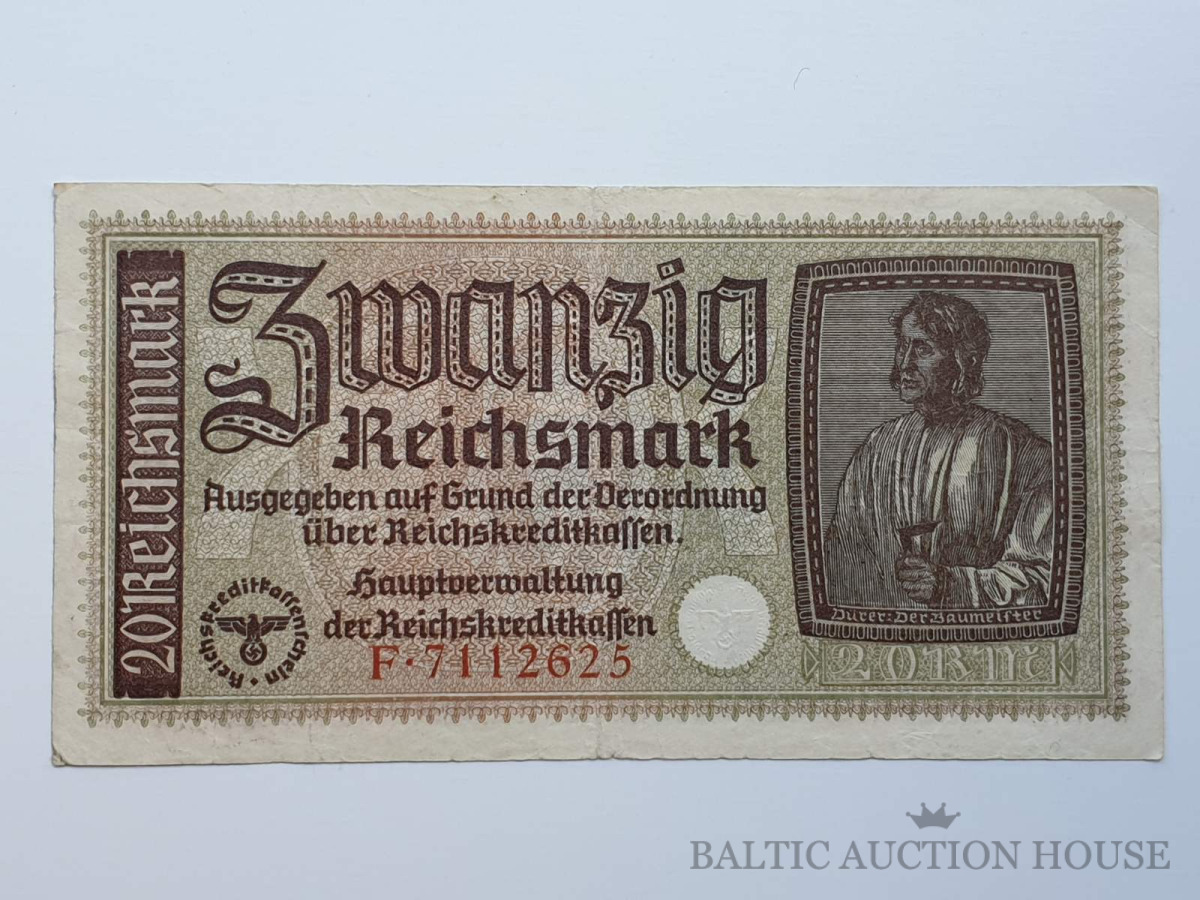 20 Reichsmark
Zwanzig
Reichsmark
Ausgegeben auf Grund der Verordnung
über Reichskreditkassen.
Hauptverwaltung
der Reichskreditkassen
F·7112625
Reichskreditkassenschein
Dürer: Der Baumeister
20 RM
BALTIC AUCTION HOUSE